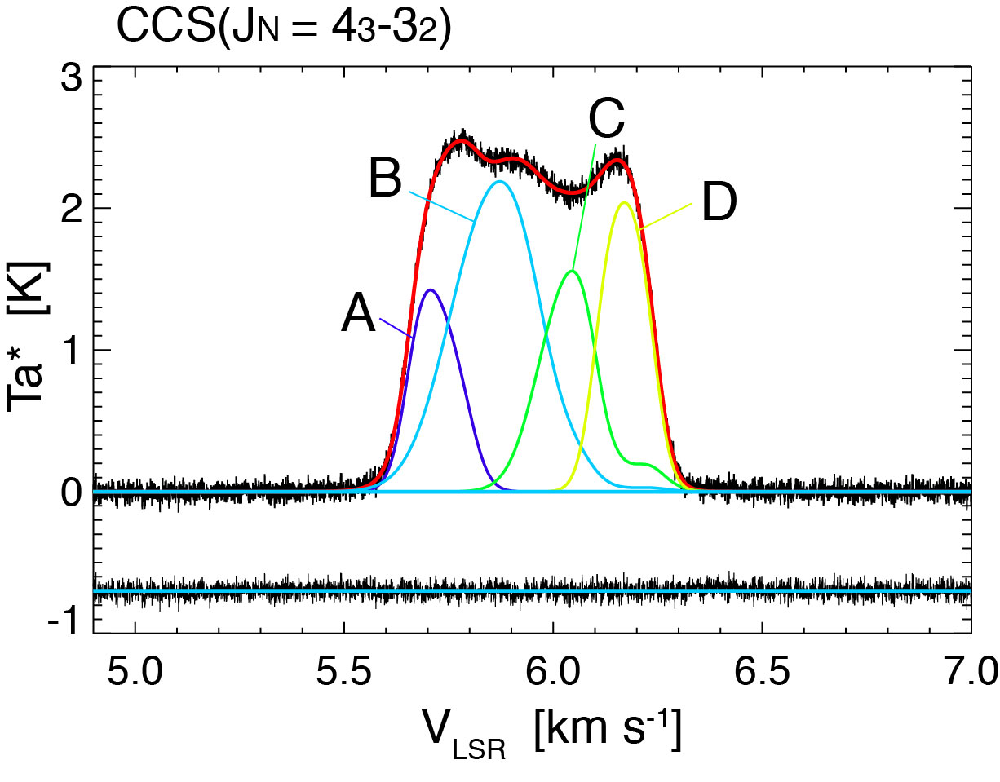 CCS(JN = 43-32)
3
2
1
0
-1
Ta* [K]
A
B
C
D
5.0 5.5 6.0 6.5 7.0
VLSR [km s-1]